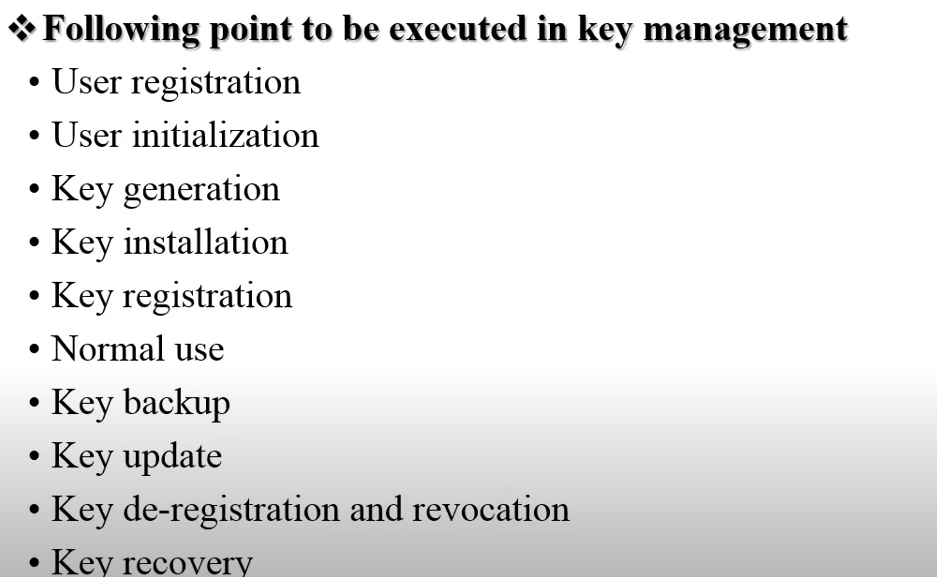 ❖Following point to be executed in key management
• User registration
• User initialization
• Key generation
• Key installation
• Key registration
• Normal use
• Key backup
• Key update
• Key de-registration and revocation
• Key recovery